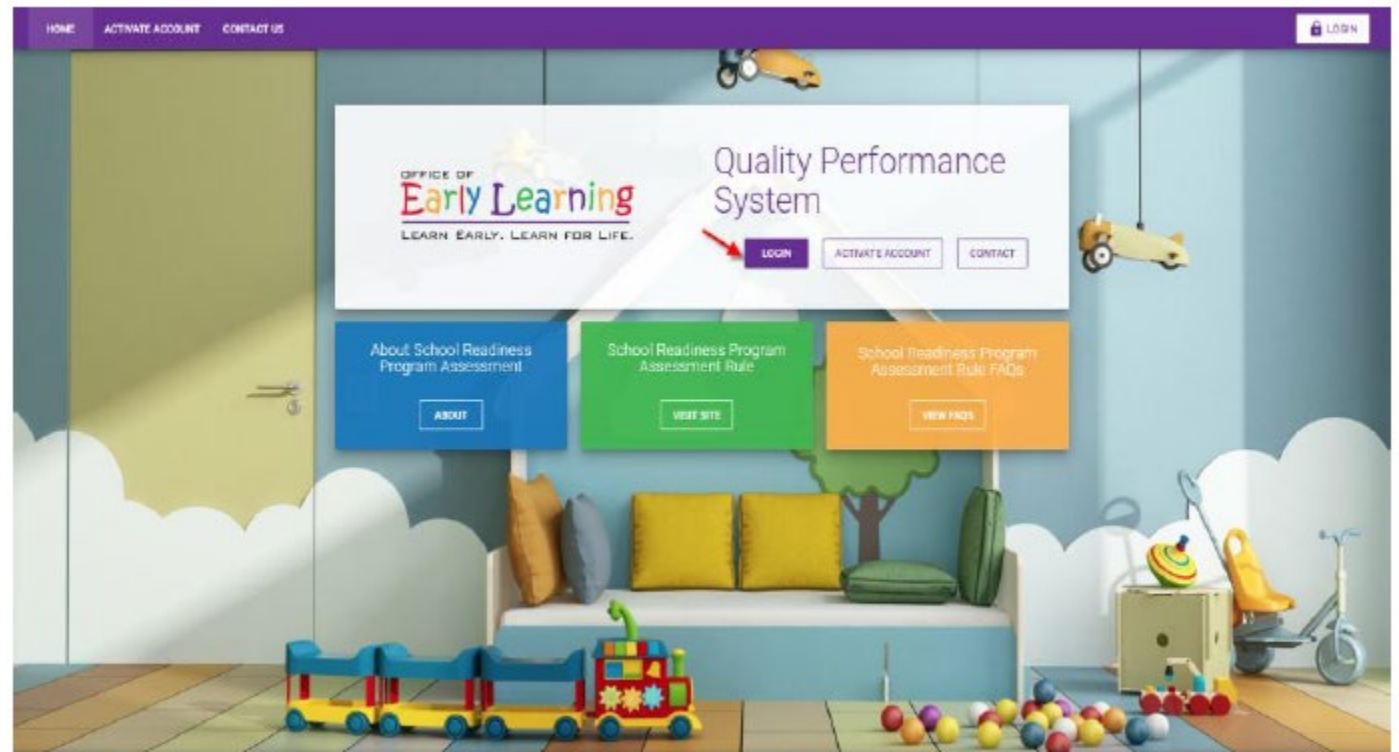 HOME ACTIVATE ACCOUNT CONTACT US LOGIN
OFFICE OF
Early Learning
LEARN EARLY. LEARN FOR LIFE.
Quality Performance
System
LOGIN ACTIVATE ACCOUNT CONTACT
About School Readiness
Program Assessment
ABOUT
School Readiness Program
Assessment Rule
VISIT SITE
School Readiness Program
Assessment Rule FAQs
VIEW FAQS